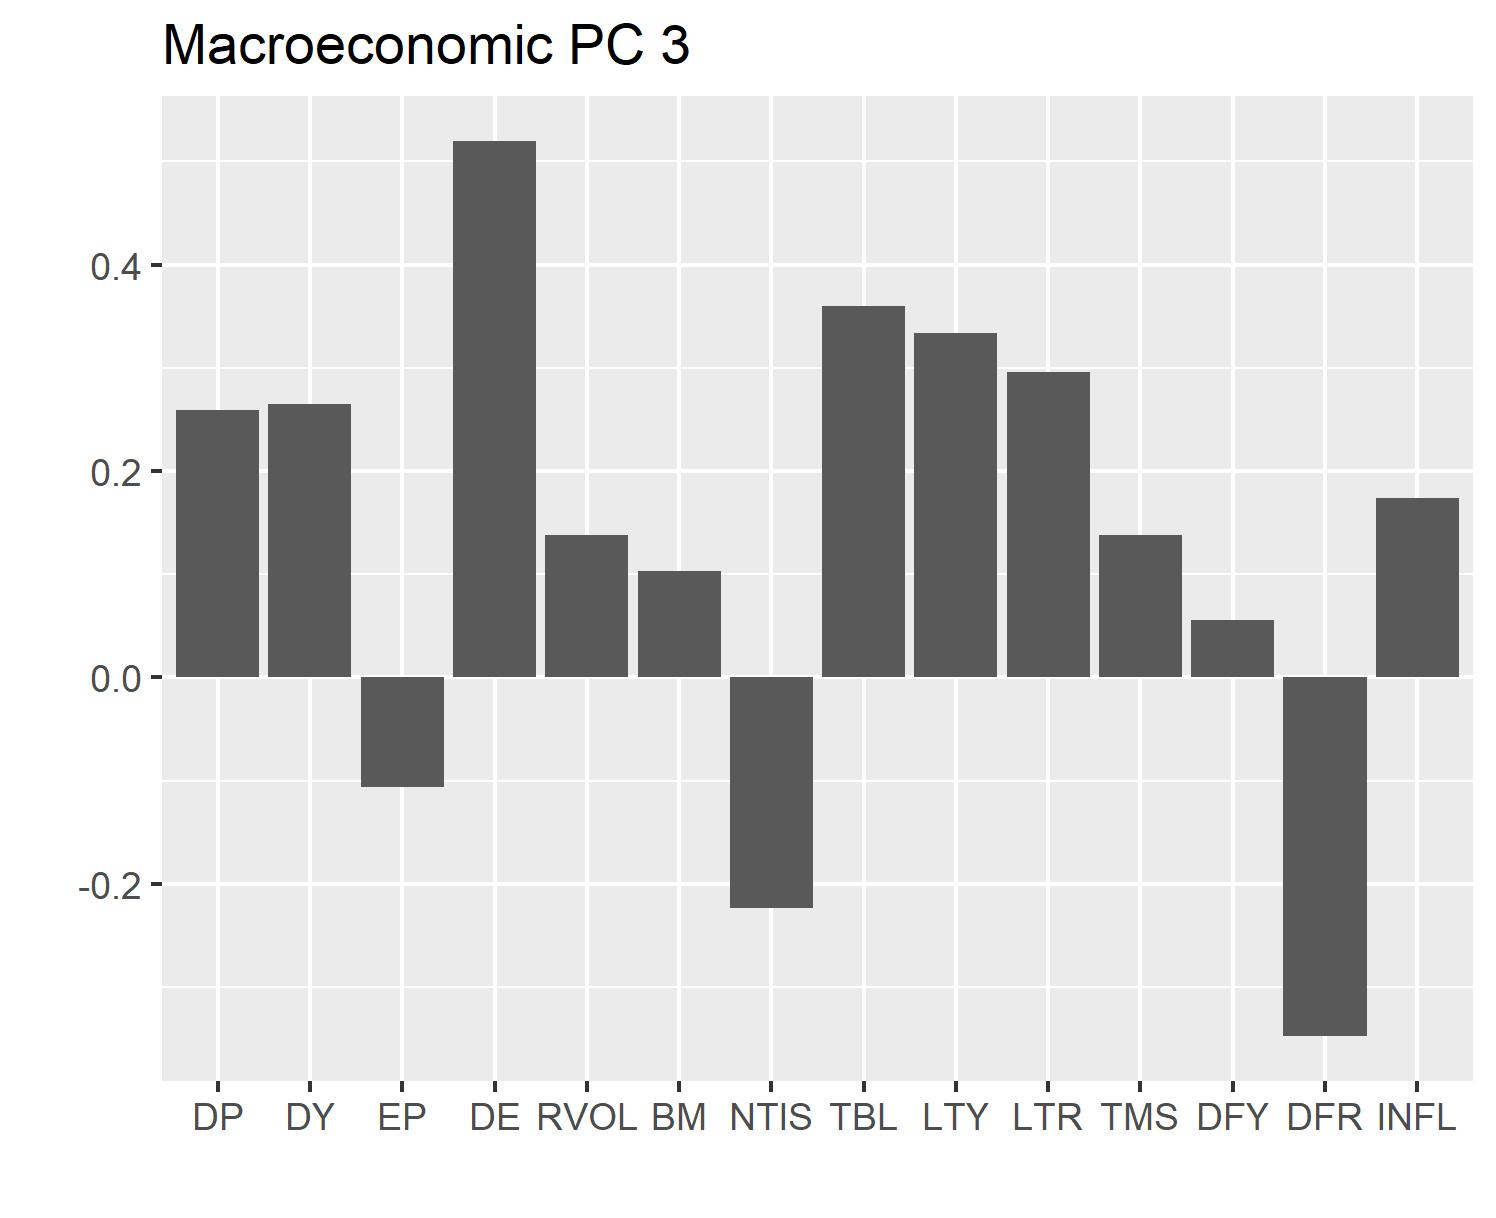 Macroeconomic PC 3
0.4
0.2
0.0
-0.2
DP DY EP DE RVOL BM NTIS TBL LTY LTR TMS DFY DFR INFL